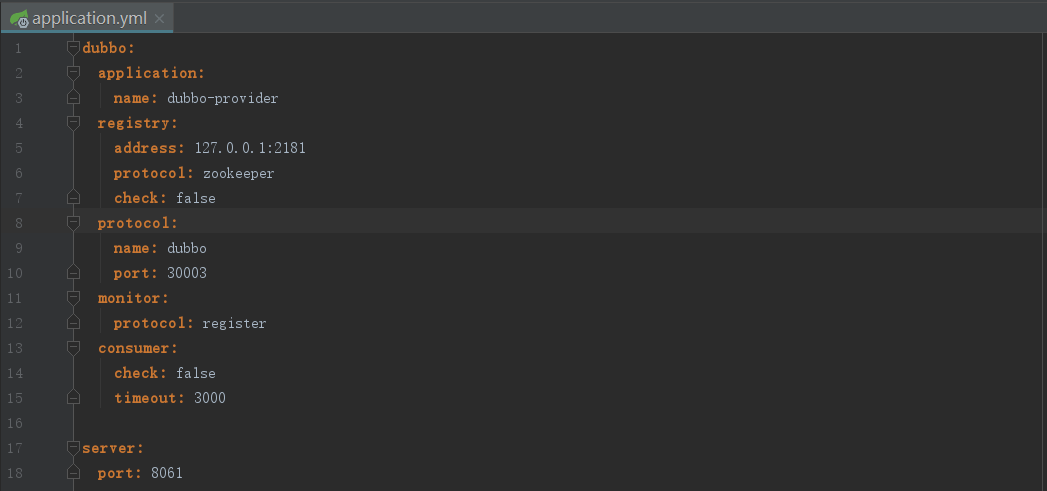 application.yml
1 dubbo:
2 application:
3 name: dubbo-provider
4 registry:
5 address: 127.0.0.1:2181
6 protocol: zookeeper
7 check: false
8 protocol:
9 name: dubbo
10 port: 30003
11 monitor:
12 protocol: register
13 consumer:
14 check: false
15 timeout: 3000
16
17 server:
18 port: 8061